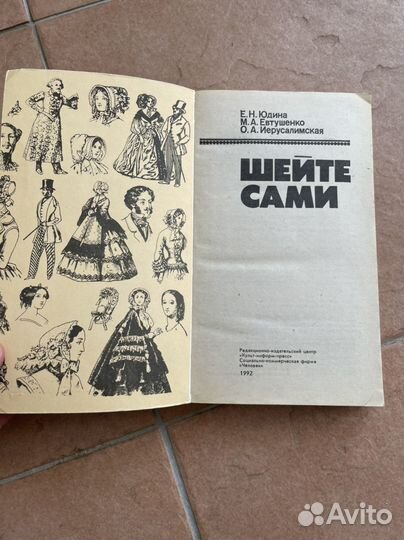 Е.Н. Юдина
М.А. Евтушенко
О.А. Иерусалимская
ШЕЙТЕ
САМИ
Редакционно-издательский центр
«Культ-информ-пресс»
Социально-коммерческая фирма
«Человек»
1992
Avito